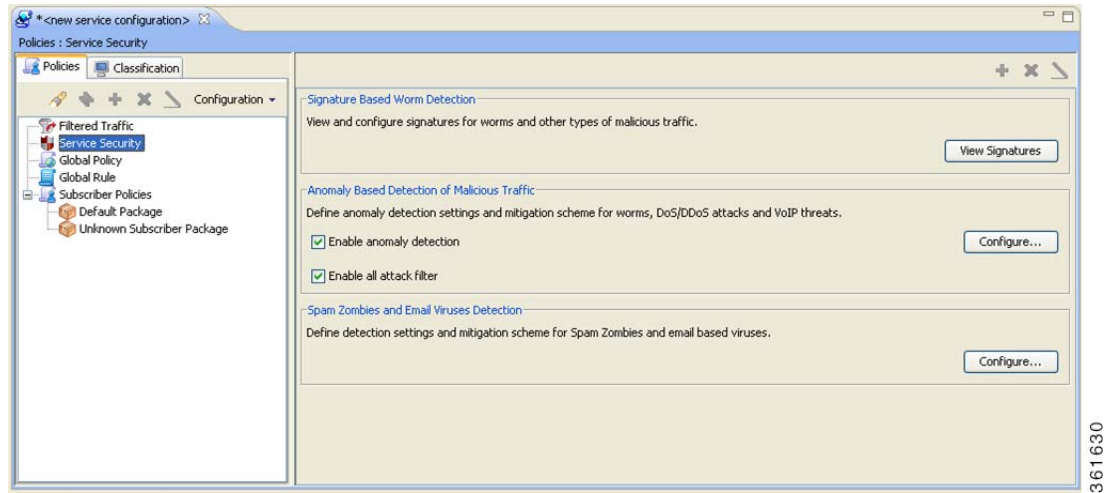 *<new service configuration>
Policies : Service Security
Policies
Classification
Configuration
Filtered Traffic
Service Security
Global Policy
Global Rule
Subscriber Policies
Default Package
Unknown Subscriber Package
Signature Based Worm Detection
View and configure signatures for worms and other types of malicious traffic.
View Signatures
Anomaly Based Detection of Malicious Traffic
Define anomaly detection settings and mitigation scheme for worms, DoS/DDoS attacks and VoIP threats.
Enable anomaly detection
Configure...
Enable all attack filter
Spam Zombies and Email Viruses Detection
Define detection settings and mitigation scheme for Spam Zombies and email based viruses.
Configure...
361630